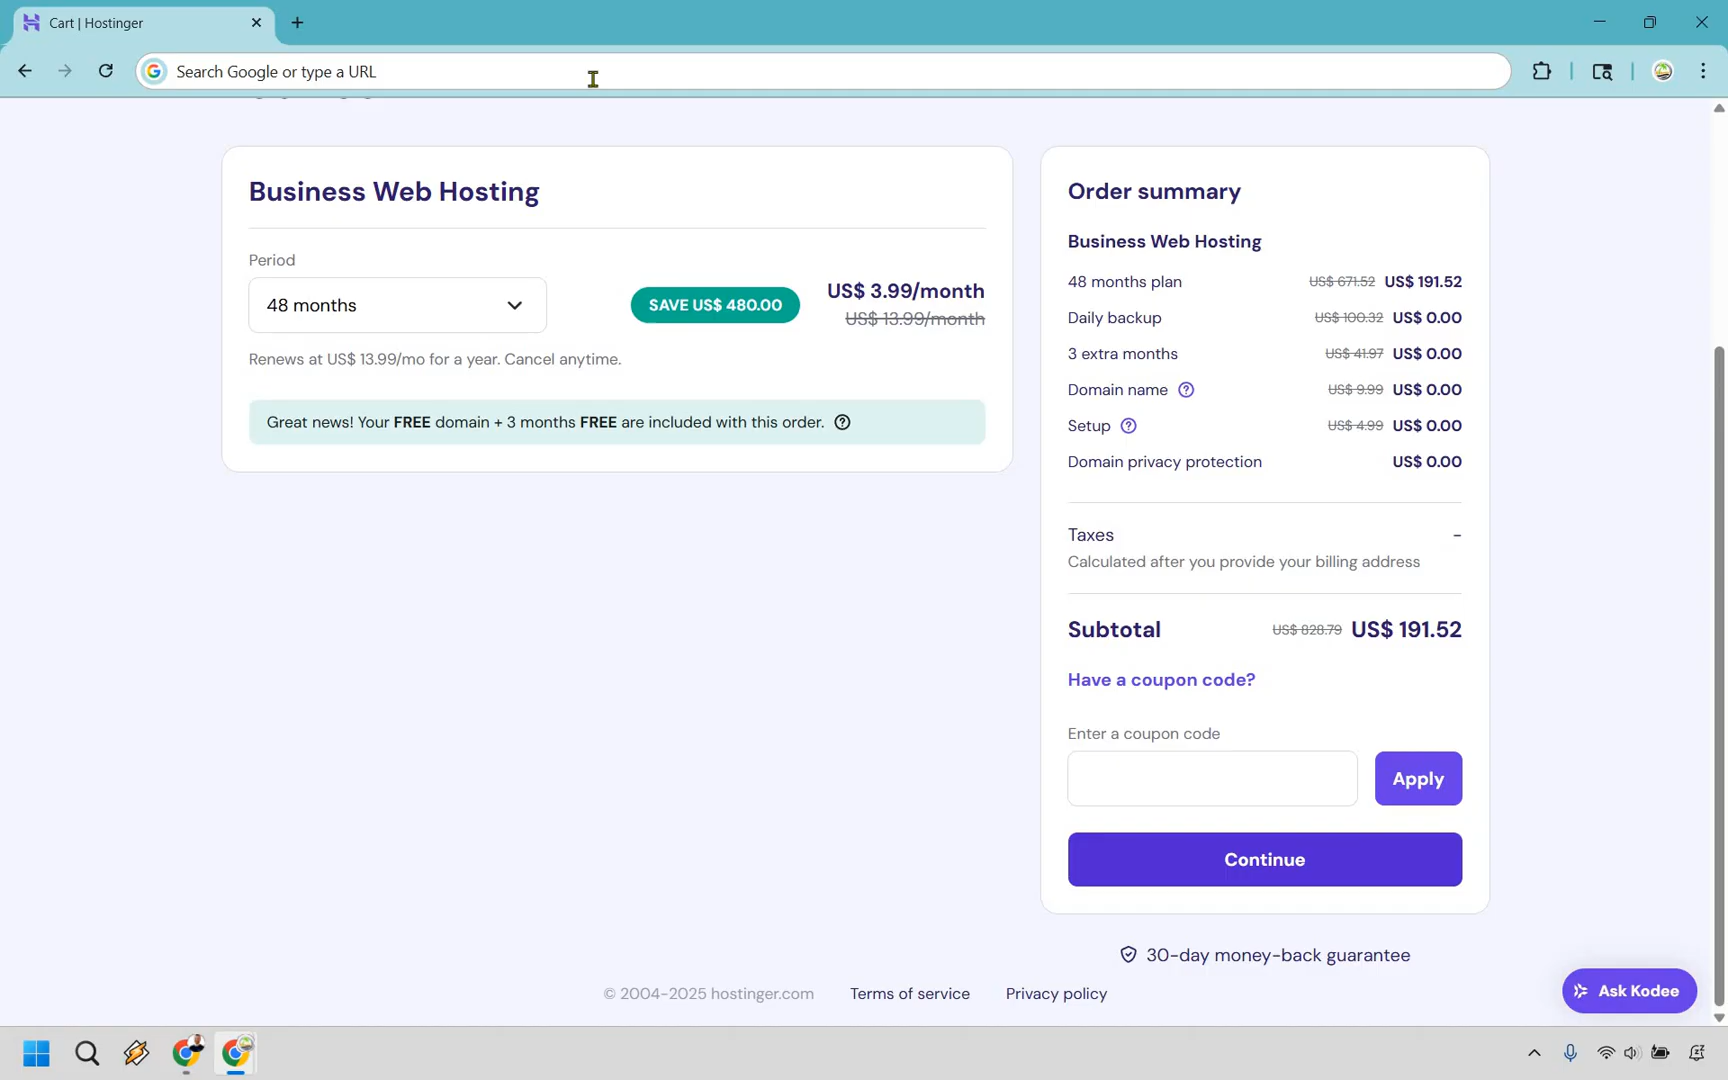 Cart | Hostinger
Search Google or type a URL
Business Web Hosting
Period
48 months
SAVE US$ 480.00
US$ 3.99/month
US$ 13.99/month
Renews at US$ 13.99/mo for a year. Cancel anytime.
Great news! Your FREE domain + 3 months FREE are included with this order.
Order summary
Business Web Hosting
48 months plan US$ 671.52 US$ 191.52
Daily backup US$ 100.32 US$ 0.00
3 extra months US$ 41.97 US$ 0.00
Domain name US$ 9.99 US$ 0.00
Setup US$ 4.99 US$ 0.00
Domain privacy protection US$ 0.00
Taxes -
Calculated after you provide your billing address
Subtotal US$ 828.79 US$ 191.52
Have a coupon code?
Enter a coupon code
Apply
Continue
30-day money-back guarantee
© 2004-2025 hostinger.com Terms of service Privacy policy
Ask Kodee